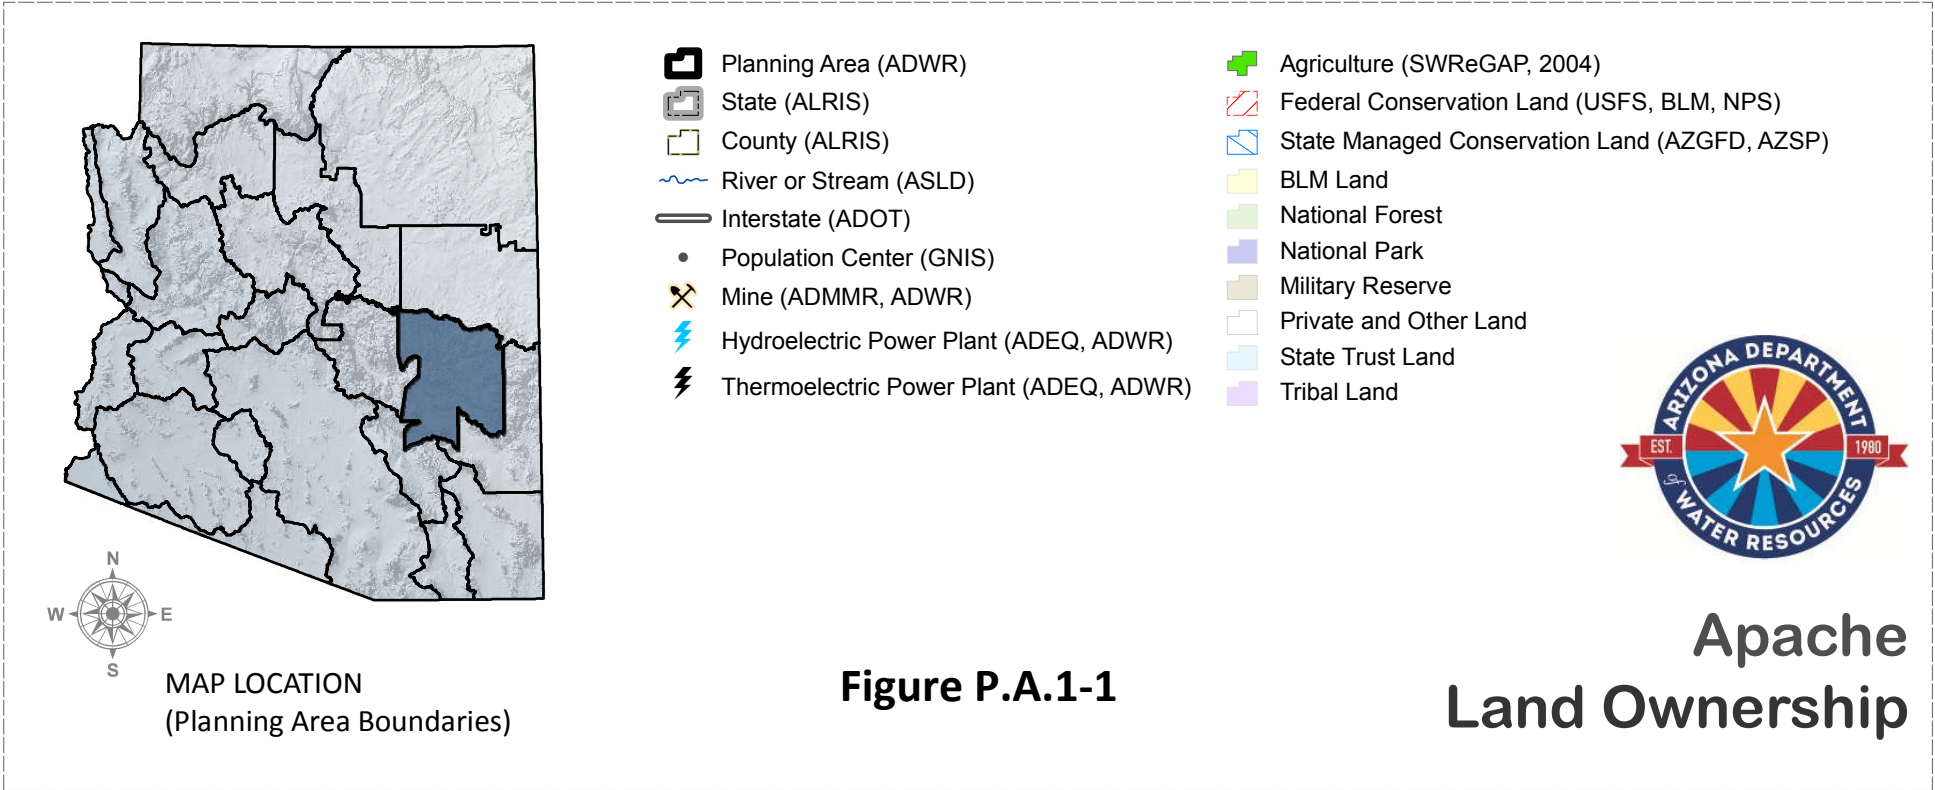 Planning Area (ADWR)
State (ALRIS)
County (ALRIS)
River or Stream (ASLD)
Interstate (ADOT)
Population Center (GNIS)
Mine (ADMMR, ADWR)
Hydroelectric Power Plant (ADEQ, ADWR)
Thermoelectric Power Plant (ADEQ, ADWR)
Agriculture (SWReGAP, 2004)
Federal Conservation Land (USFS, BLM, NPS)
State Managed Conservation Land (AZGFD, AZSP)
BLM Land
National Forest
National Park
Military Reserve
Private and Other Land
State Trust Land
Tribal Land
ARIZONA DEPARTMENT
EST. 1980
of WATER RESOURCES
N
W E
S
MAP LOCATION
(Planning Area Boundaries)
Figure P.A.1-1
Apache
Land Ownership